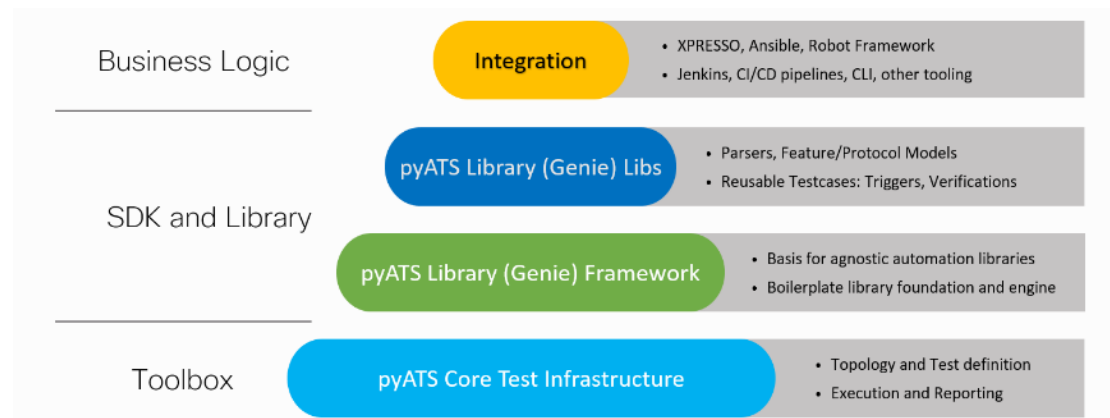 Business Logic
Integration
• XPRESSO, Ansible, Robot Framework
• Jenkins, CI/CD pipelines, CLI, other tooling
SDK and Library
pyATS Library (Genie) Libs
• Parsers, Feature/Protocol Models
• Reusable Testcases: Triggers, Verifications
pyATS Library (Genie) Framework
• Basis for agnostic automation libraries
• Boilerplate library foundation and engine
Toolbox
pyATS Core Test Infrastructure
• Topology and Test definition
• Execution and Reporting